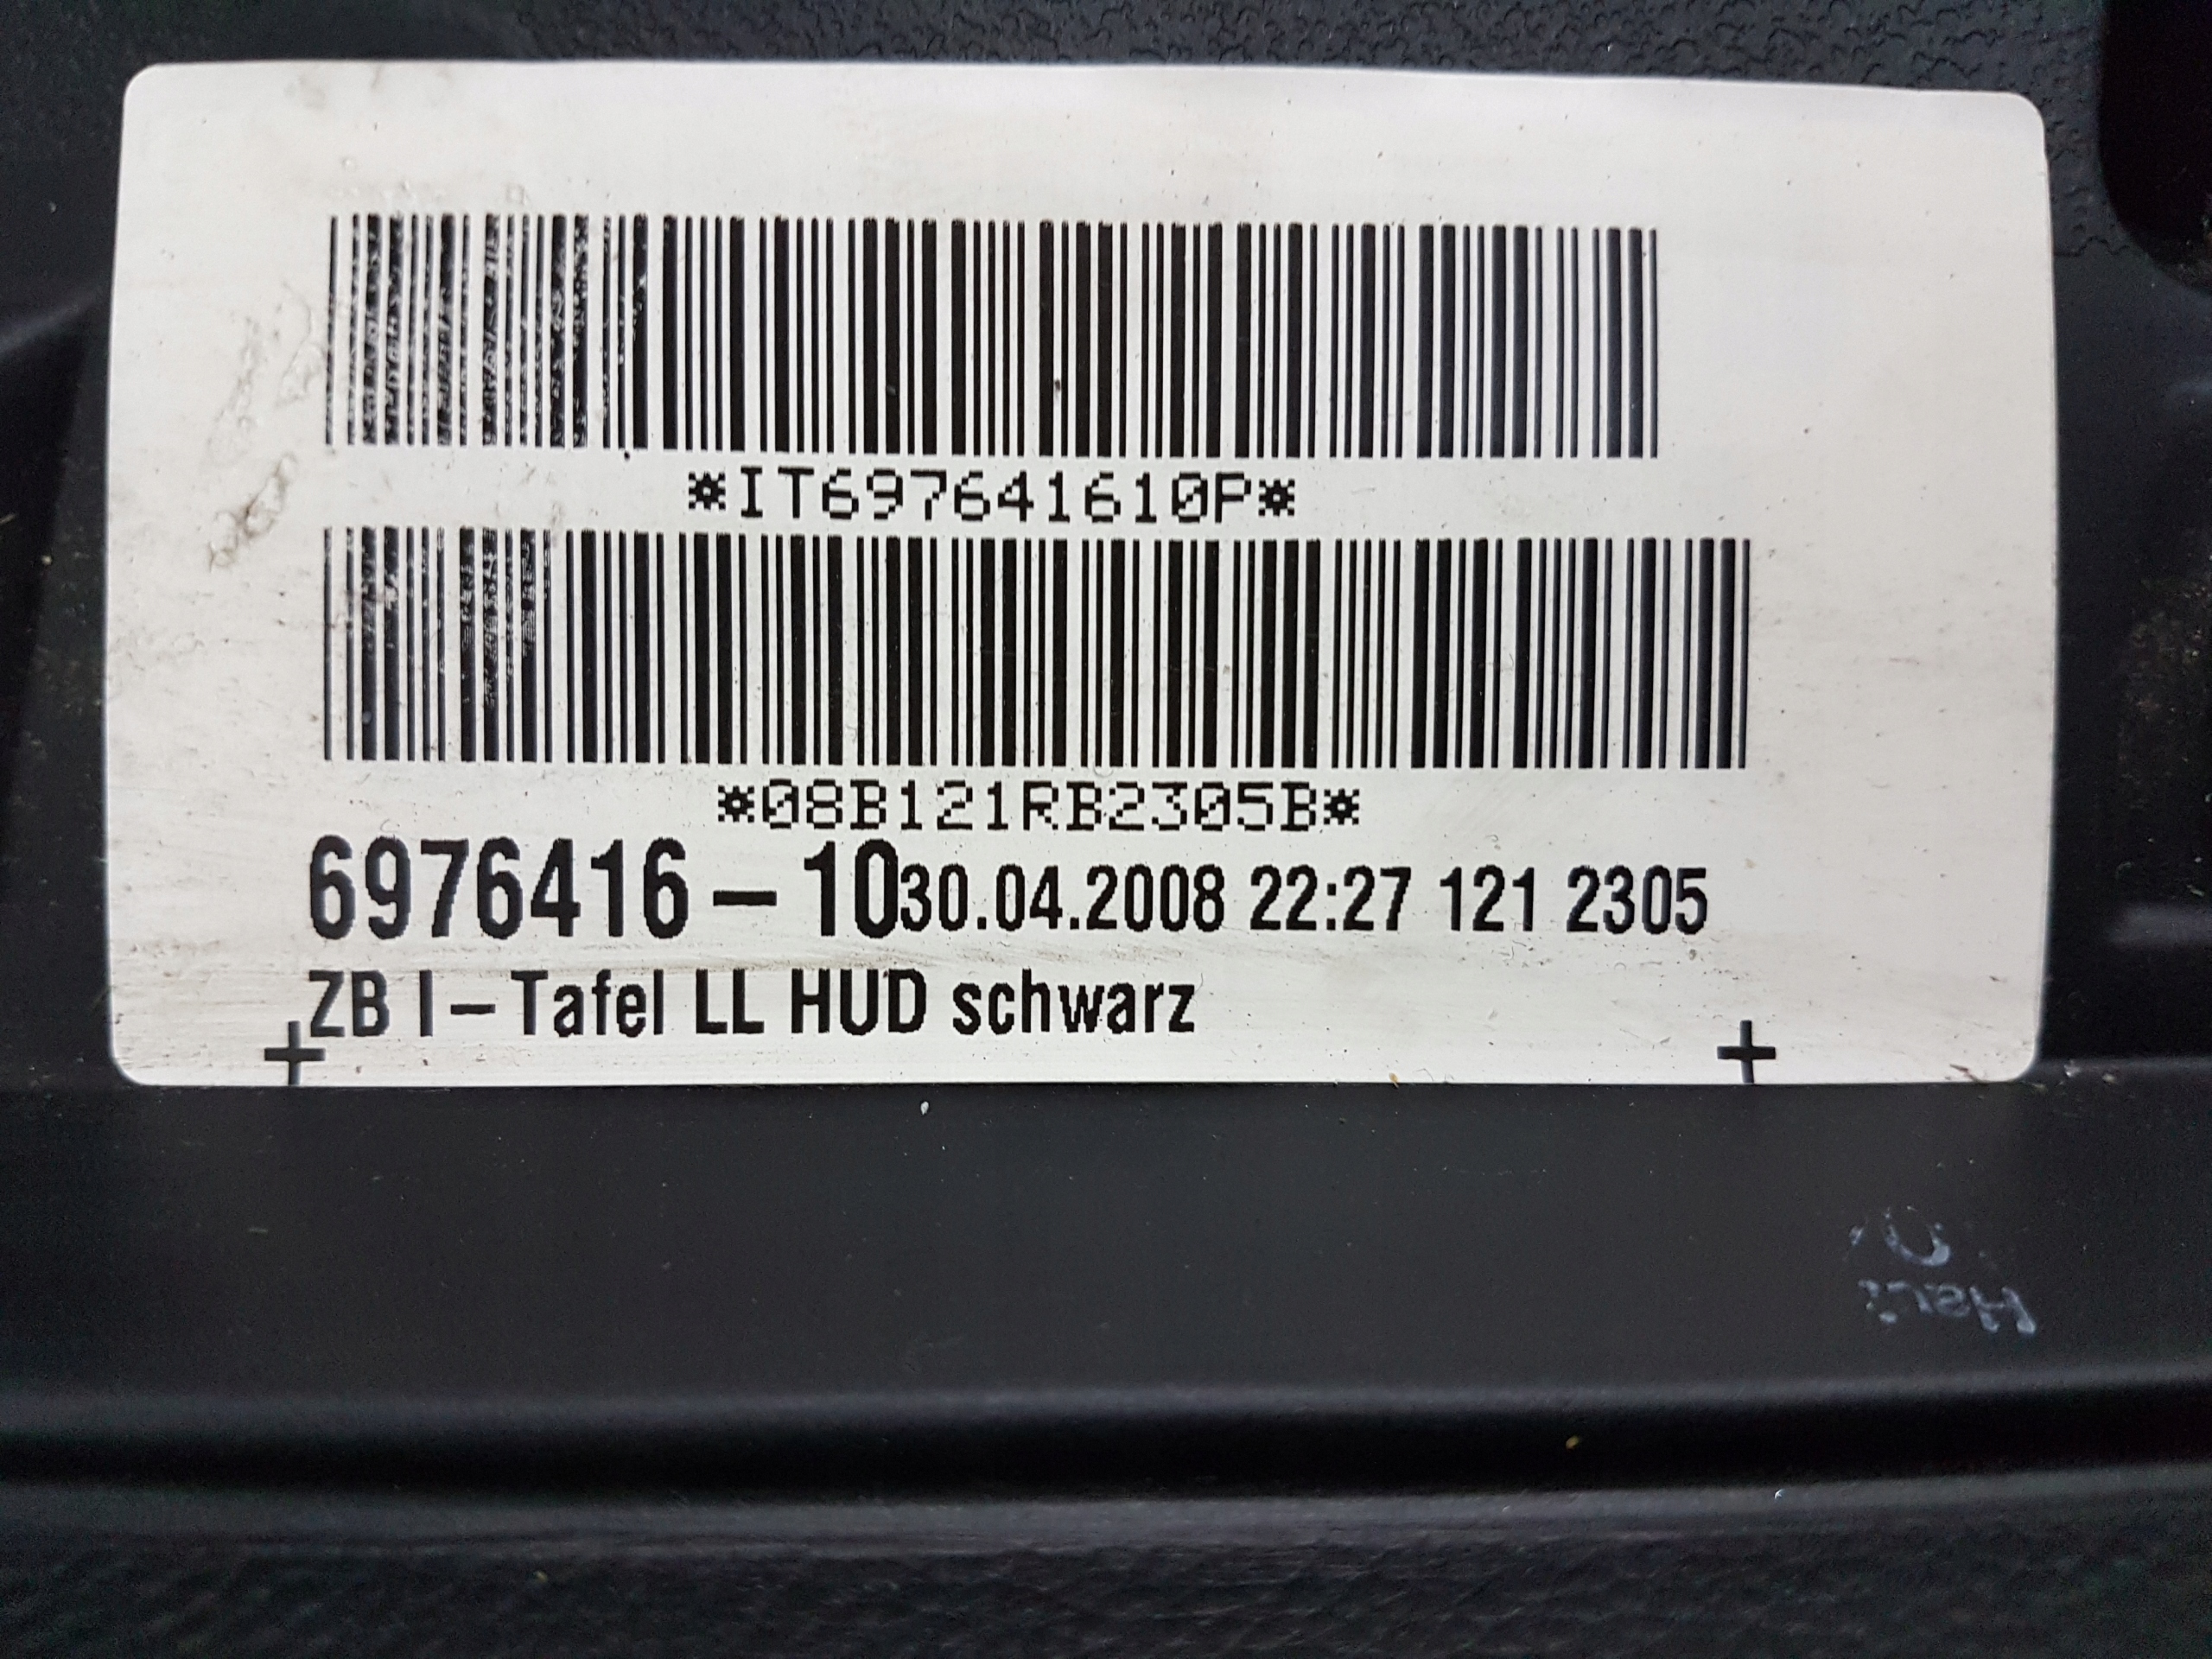 *IT697641610P*
*08B121RB2305B*
6976416-10 30.04.2008 22:27 121 2305
ZB I-Tafel LL HUD schwarz